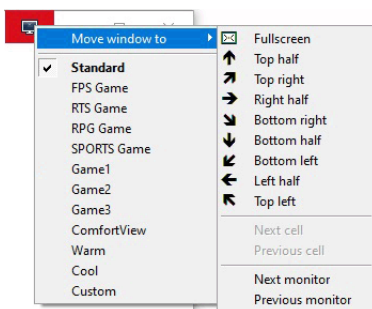 Move window to
Standard
FPS Game
RTS Game
RPG Game
SPORTS Game
Game1
Game2
Game3
ComfortView
Warm
Cool
Custom
Fullscreen
Top half
Top right
Right half
Bottom right
Bottom half
Bottom left
Left half
Top left
Next cell
Previous cell
Next monitor
Previous monitor